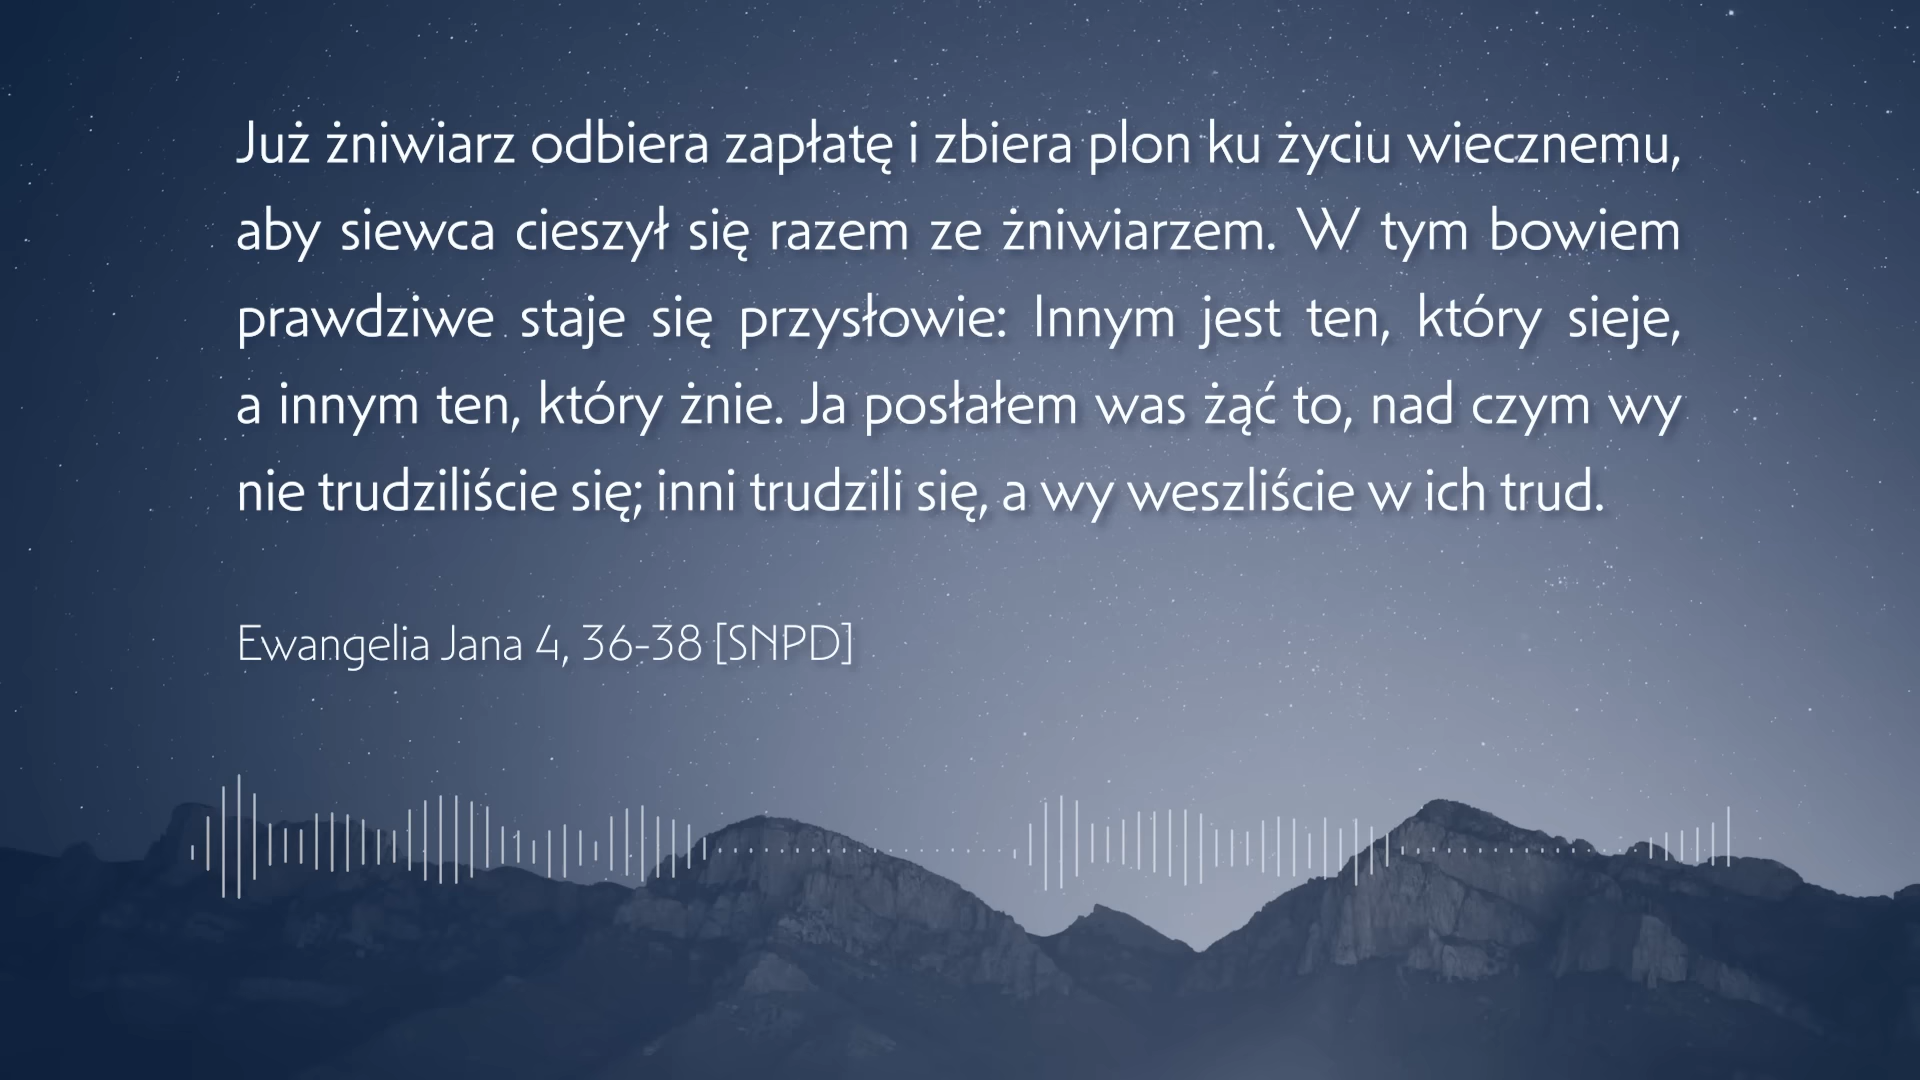 Już żniwiarz odbiera zapłatę i zbiera plon ku życiu wiecznemu,
aby siewca cieszył się razem ze żniwiarzem. W tym bowiem
prawdziwe staje się przysłowie: Innym jest ten, który sieje,
a innym ten, który żnie. Ja posłałem was żąć to, nad czym wy
nie trudziliście się; inni trudzili się, a wy weszliście w ich trud.
Ewangelia Jana 4, 36-38 [SNPD]